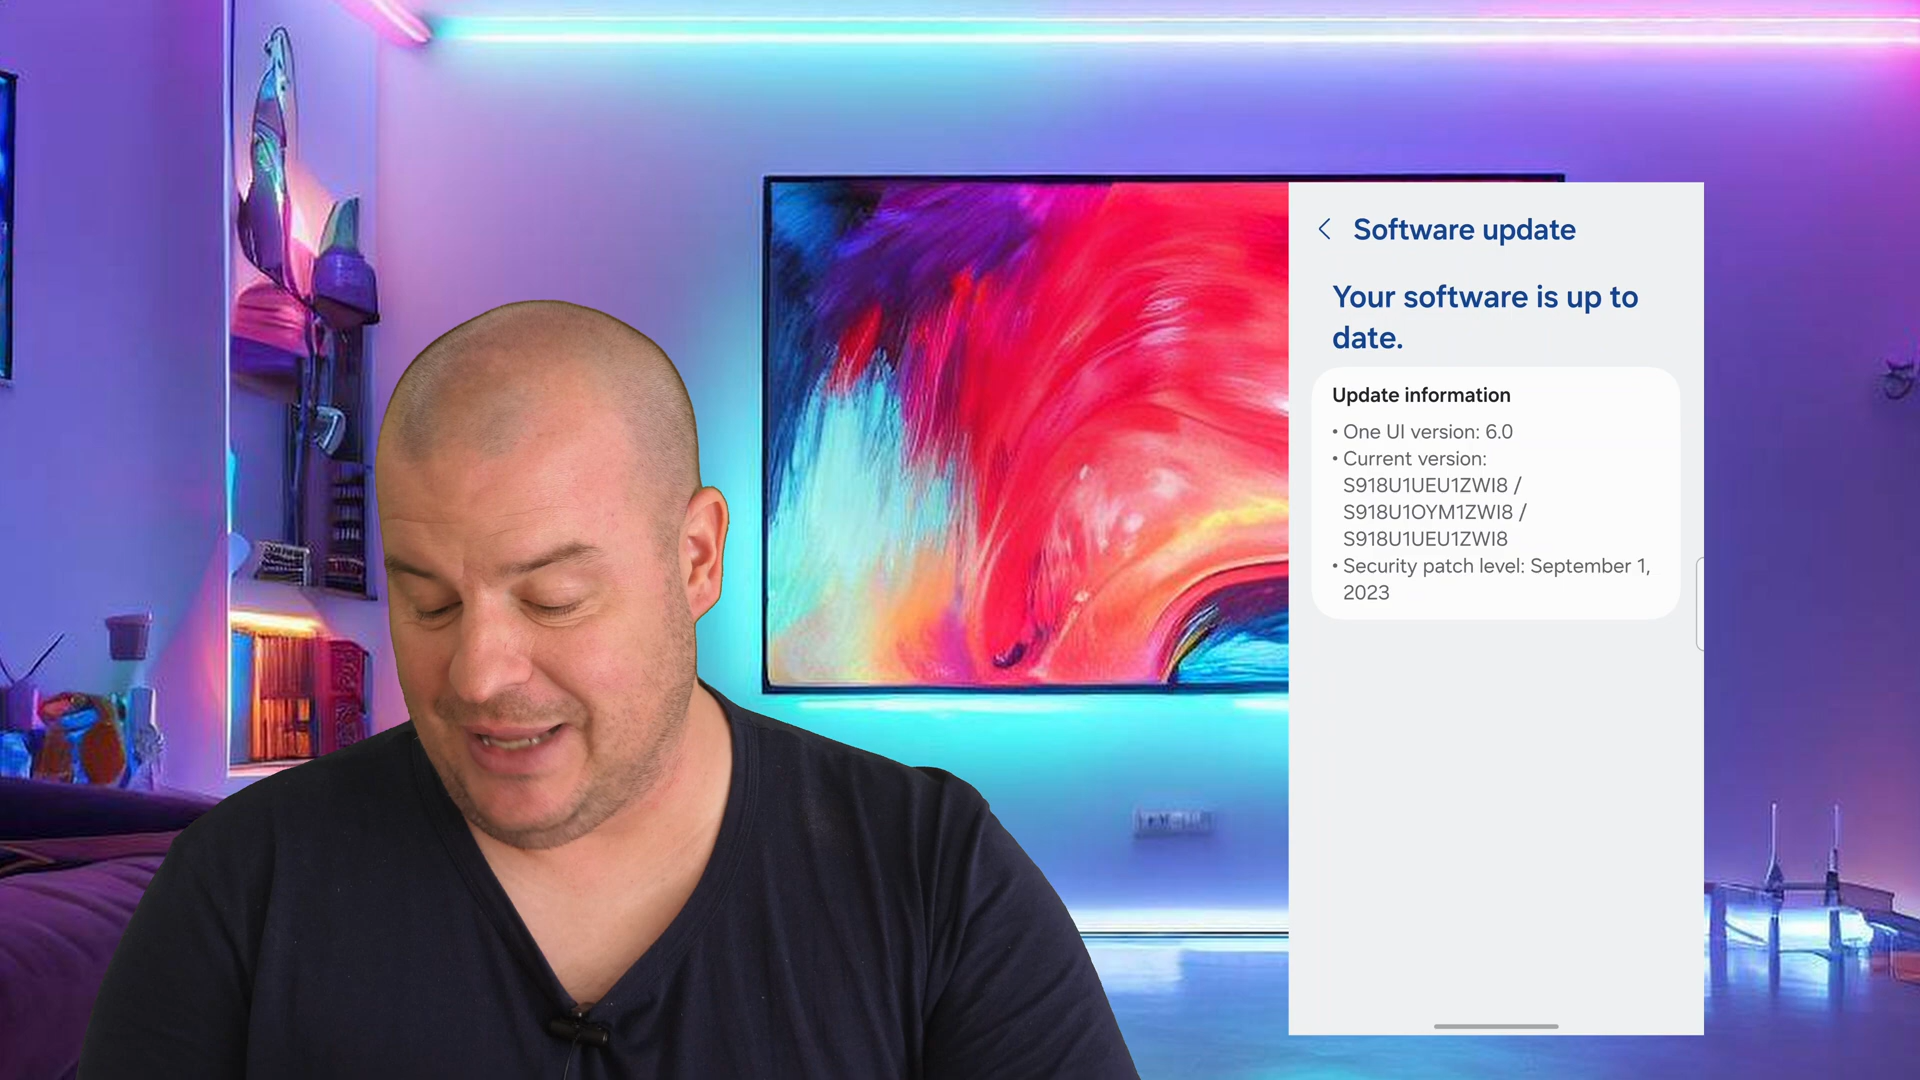 Software update
Your software is up to
date.
Update information
• One UI version: 6.0
• Current version:
S918U1UEU1ZWI8 /
S918U1OYM1ZWI8 /
S918U1UEU1ZWI8
• Security patch level: September 1,
2023